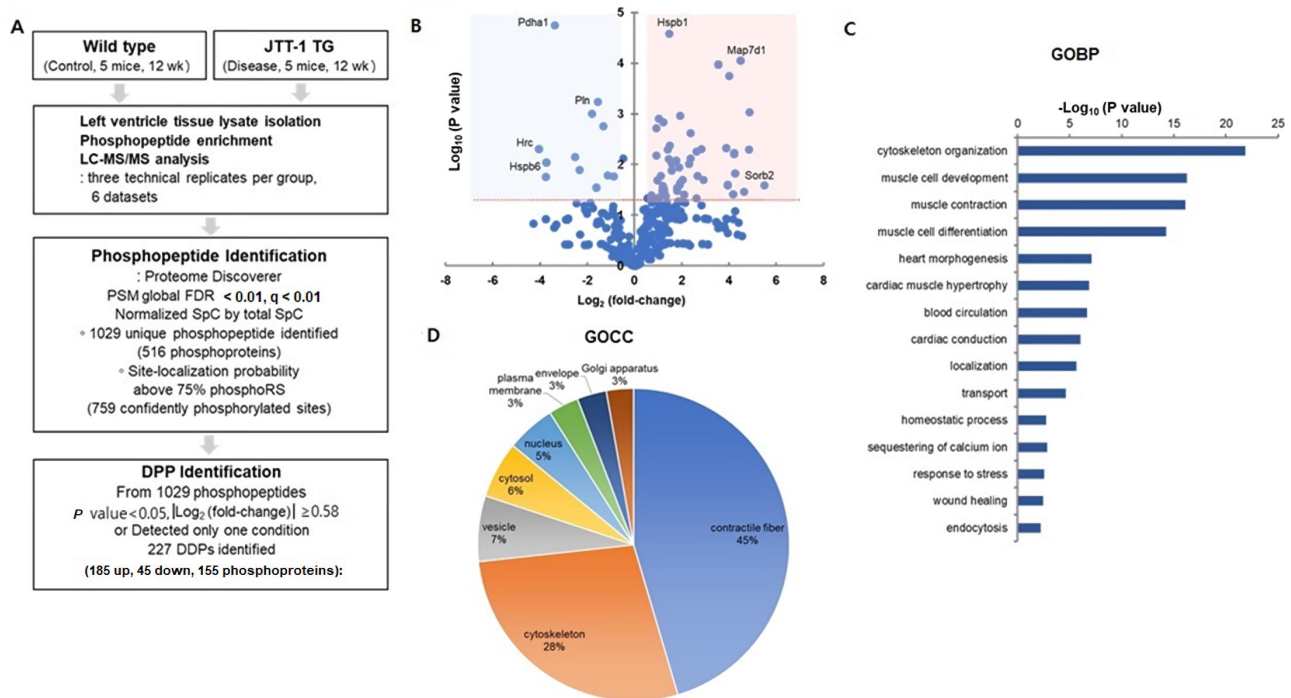 A
Wild type
(Control, 5 mice, 12 wk)
JTT-1 TG
(Disease, 5 mice, 12 wk)
Left ventricle tissue lysate isolation
Phosphopeptide enrichment
LC-MS/MS analysis
: three technical replicates per group,
6 datasets
Phosphopeptide Identification
: Proteome Discoverer
PSM global FDR < 0.01, q < 0.01
Normalized SpC by total SpC
◦ 1029 unique phosphopeptide identified
(516 phosphoproteins)
◦ Site-localization probability
above 75% phosphoRS
(759 confidently phosphorylated sites)
DPP Identification
From 1029 phosphopeptides
P value<0.05, |Log₂ (fold-change)| ≥0.58
or Detected only one condition
227 DDPs identified
(185 up, 45 down, 155 phosphoproteins):
B
Log₁₀ (P value)
5
4
3
2
1
0
Pdha1
Hspb1
Map7d1
Pln
Hrc
Hspb6
Sorb2
-8 -6 -4 -2 0 2 4 6 8
Log₂ (fold-change)
C
GOBP
-Log₁₀ (P value)
0 5 10 15 20 25
cytoskeleton organization
muscle cell development
muscle contraction
muscle cell differentiation
heart morphogenesis
cardiac muscle hypertrophy
blood circulation
cardiac conduction
localization
transport
homeostatic process
sequestering of calcium ion
response to stress
wound healing
endocytosis
D
GOCC
contractile fiber
45%
cytoskeleton
28%
vesicle
7%
cytosol
6%
nucleus
5%
plasma
membrane
3%
envelope
3%
Golgi apparatus
3%